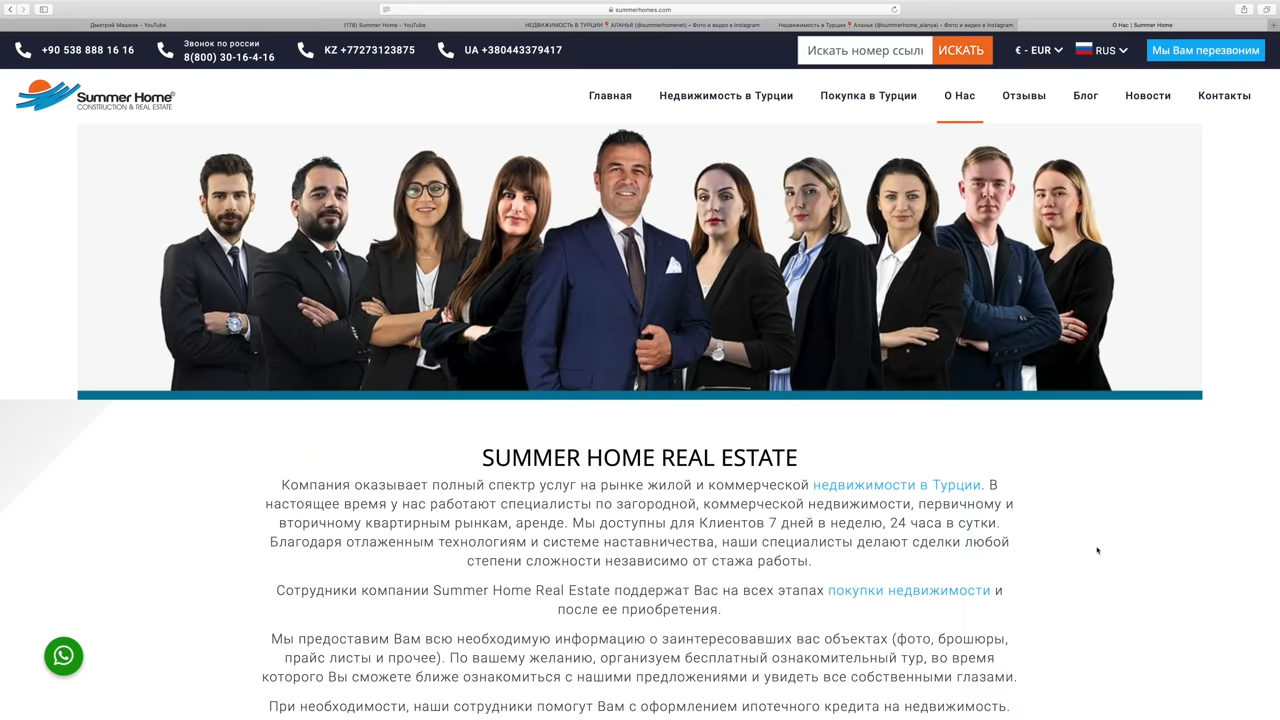 summerhomes.com
Дмитрий Машков - YouTube
(178) Summer Home - YouTube
НЕДВИЖИМОСТЬ В ТУРЦИИ📍АЛАНЬЯ (@summerhomenet) • Фото и видео в Instagram
Недвижимость в Турции📍Аланья (@summerhome_alanya) • Фото и видео в Instagram
О Нас | Summer Home
+90 538 888 16 16
Звонок по россии
8(800) 30-16-4-16
KZ +77273123875
UA +380443379417
Искать номер ссылк
ИСКАТЬ
€ - EUR
RUS
Мы Вам перезвоним
Summer Home
CONSTRUCTION & REAL ESTATE
Главная
Недвижимость в Турции
Покупка в Турции
О Нас
Отзывы
Блог
Новости
Контакты
SUMMER HOME REAL ESTATE
Компания оказывает полный спектр услуг на рынке жилой и коммерческой недвижимости в Турции. В
настоящее время у нас работают специалисты по загородной, коммерческой недвижимости, первичному и
вторичному квартирным рынкам, аренде. Мы доступны для Клиентов 7 дней в неделю, 24 часа в сутки.
Благодаря отлаженным технологиям и системе наставничества, наши специалисты делают сделки любой
степени сложности независимо от стажа работы.
Сотрудники компании Summer Home Real Estate поддержат Вас на всех этапах покупки недвижимости и
после ее приобретения.
Мы предоставим Вам всю необходимую информацию о заинтересовавших вас объектах (фото, брошюры,
прайс листы и прочее). По вашему желанию, организуем бесплатный ознакомительный тур, во время
которого Вы сможете ближе ознакомиться с нашими предложениями и увидеть все собственными глазами.
При необходимости, наши сотрудники помогут Вам с оформлением ипотечного кредита на недвижимость.